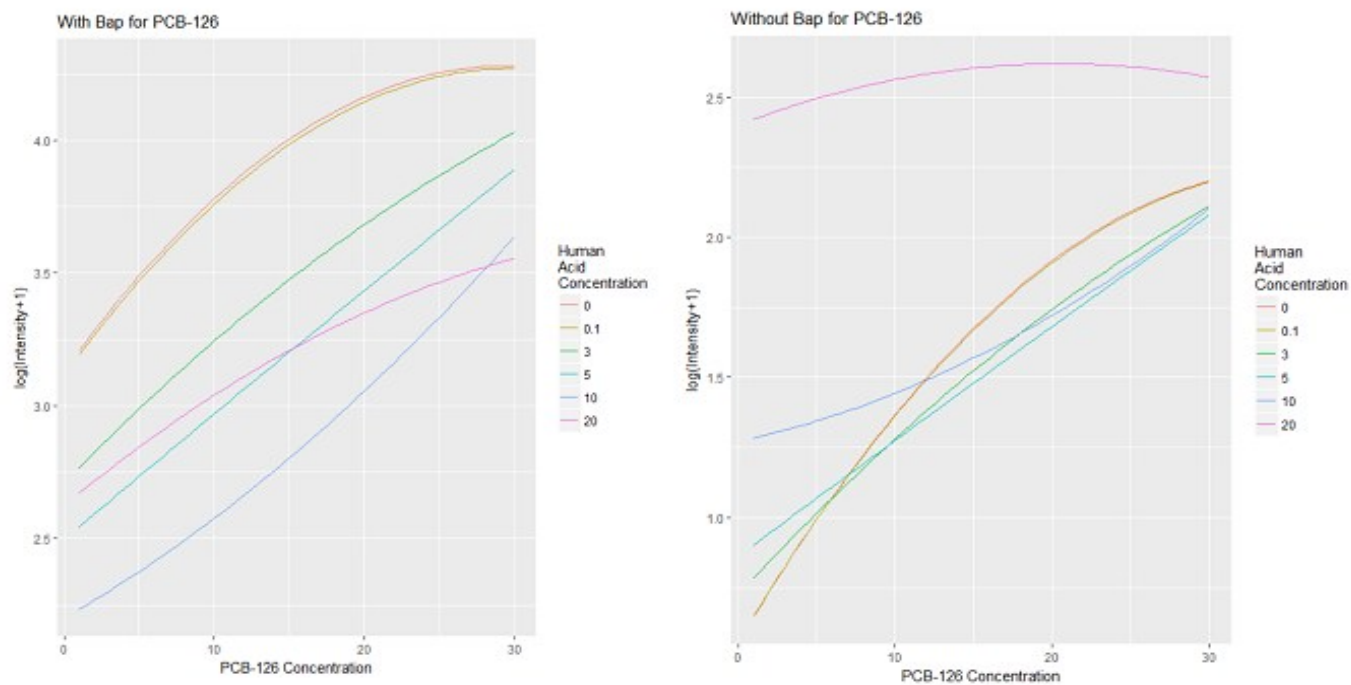 With Bap for PCB-126
4.0
3.5
3.0
2.5
0
10
20
30
log(Intensity+1)
PCB-126 Concentration
Human
Acid
Concentration
0
0.1
3
5
10
20
Without Bap for PCB-126
2.5
2.0
1.5
1.0
0
10
20
30
log(Intensity+1)
PCB-126 Concentration
Human
Acid
Concentration
0
0.1
3
5
10
20